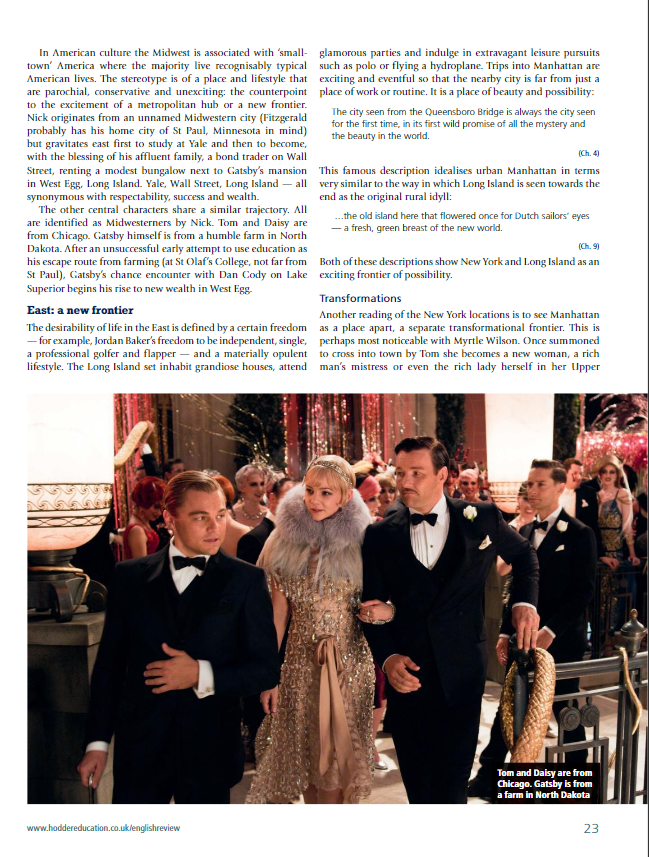 In American culture the Midwest is associated with ‘small-
town’ America where the majority live recognisably typical
American lives. The stereotype is of a place and lifestyle that
are parochial, conservative and unexciting: the counterpoint
to the excitement of a metropolitan hub or a new frontier.
Nick originates from an unnamed Midwestern city (Fitzgerald
probably has his home city of St Paul, Minnesota in mind)
but gravitates east first to study at Yale and then to become,
with the blessing of his affluent family, a bond trader on Wall
Street, renting a modest bungalow next to Gatsby’s mansion
in West Egg, Long Island. Yale, Wall Street, Long Island — all
synonymous with respectability, success and wealth.
The other central characters share a similar trajectory. All
are identified as Midwesterners by Nick. Tom and Daisy are
from Chicago. Gatsby himself is from a humble farm in North
Dakota. After an unsuccessful early attempt to use education as
his escape route from farming (at St Olaf’s College, not far from
St Paul), Gatsby’s chance encounter with Dan Cody on Lake
Superior begins his rise to new wealth in West Egg.
East: a new frontier
The desirability of life in the East is defined by a certain freedom
— for example, Jordan Baker’s freedom to be independent, single,
a professional golfer and flapper — and a materially opulent
lifestyle. The Long Island set inhabit grandiose houses, attend
glamorous parties and indulge in extravagant leisure pursuits
such as polo or flying a hydroplane. Trips into Manhattan are
exciting and eventful so that the nearby city is far from just a
place of work or routine. It is a place of beauty and possibility:
The city seen from the Queensboro Bridge is always the city seen
for the first time, in its first wild promise of all the mystery and
the beauty in the world.
(Ch. 4)
This famous description idealises urban Manhattan in terms
very similar to the way in which Long Island is seen towards the
end as the original rural idyll:
…the old island here that flowered once for Dutch sailors’ eyes
— a fresh, green breast of the new world.
(Ch. 9)
Both of these descriptions show New York and Long Island as an
exciting frontier of possibility.
Transformations
Another reading of the New York locations is to see Manhattan
as a place apart, a separate transformational frontier. This is
perhaps most noticeable with Myrtle Wilson. Once summoned
to cross into town by Tom she becomes a new woman, a rich
man’s mistress or even the rich lady herself in her Upper
Tom and Daisy are from
Chicago. Gatsby is from
a farm in North Dakota
www.hoddereducation.co.uk/englishreview
23